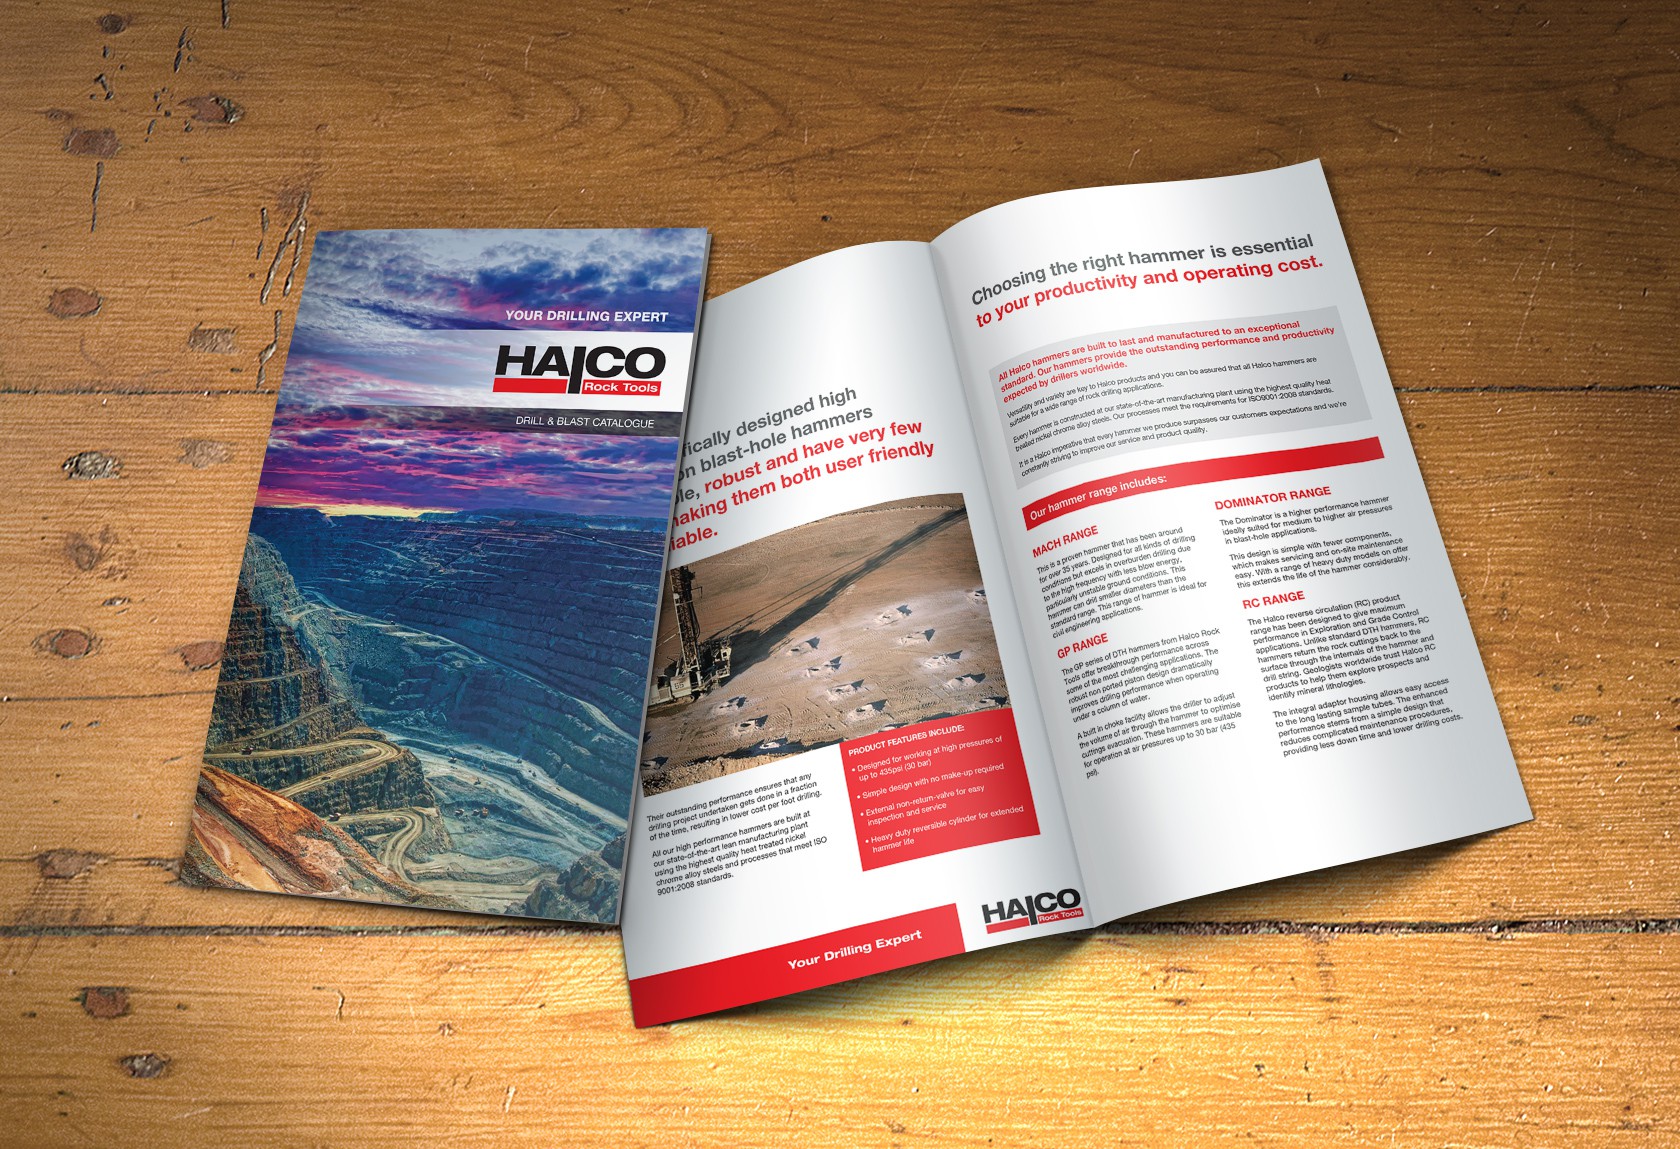 YOUR DRILLING EXPERT
HALCO
Rock Tools
DRILL & BLAST CATALOGUE
fically designed high
on blast-hole hammers
le, robust and have very few
aking them both user friendly
iable.
PRODUCT FEATURES INCLUDE:
• Designed for working at high pressures of
up to 435psi (30 bar)
• Simple design with no make-up required
• External non-return-valve for easy
inspection and service
• Heavy duty reversible cylinder for extended
hammer life
Their outstanding performance ensures that any
drilling project undertaken gets done in a fraction
of the time, resulting in lower cost per foot drilling.
All our high performance hammers are built at
our state-of-the-art lean manufacturing plant
using the highest quality heat treated nickel
chrome alloy steels and processes that meet ISO
9001:2008 standards.
Your Drilling Expert
HALCO
Rock Tools
Choosing the right hammer is essential
to your productivity and operating cost.
All Halco hammers are built to last and manufactured to an exceptional
standard. Our hammers provide the outstanding performance and productivity
expected by drillers worldwide.
Versatility and variety are key to Halco products and you can be assured that all Halco hammers are
suitable for a wide range of rock drilling applications.
Every hammer is constructed at our state-of-the-art manufacturing plant using the highest quality heat
treated nickel chrome alloy steels. Our processes meet the requirements for ISO9001:2008 standards.
It is a Halco imperative that every hammer we produce surpasses our customers expectations and we're
constantly striving to improve our service and product quality.
Our hammer range includes:
MACH RANGE
This is a proven hammer that has been around
for over 35 years. Designed for all kinds of drilling
conditions but excels in overburden drilling due
to the high frequency with less blow energy,
particularly unstable ground conditions. This
hammer can drill smaller diameters than the
standard range. This range of hammer is ideal for
civil engineering applications.
GP RANGE
The GP series of DTH hammers from Halco Rock
Tools offer breakthrough performance across
some of the most challenging applications. The
robust non ported piston design dramatically
improves drilling performance when operating
under a column of water.
A built in choke facility allows the driller to adjust
the volume of air through the hammer to optimise
cuttings evacuation. These hammers are suitable
for operation at air pressures up to 30 bar (435
psi).
DOMINATOR RANGE
The Dominator is a higher performance hammer
ideally suited for medium to higher air pressures
in blast-hole applications.
This design is simple with fewer components,
which makes servicing and on-site maintenance
easy. With a range of heavy duty models on offer
this extends the life of the hammer considerably.
RC RANGE
The Halco reverse circulation (RC) product
range has been designed to give maximum
performance in Exploration and Grade Control
applications. Unlike standard DTH hammers, RC
hammers return the rock cuttings back to the
surface through the internals of the hammer and
drill string. Geologists worldwide trust Halco RC
products to help them explore prospects and
identify mineral lithologies.
The integral adaptor housing allows easy access
to the long lasting sample tubes. The enhanced
performance stems from a simple design that
reduces complicated maintenance procedures,
providing less down time and lower drilling costs.